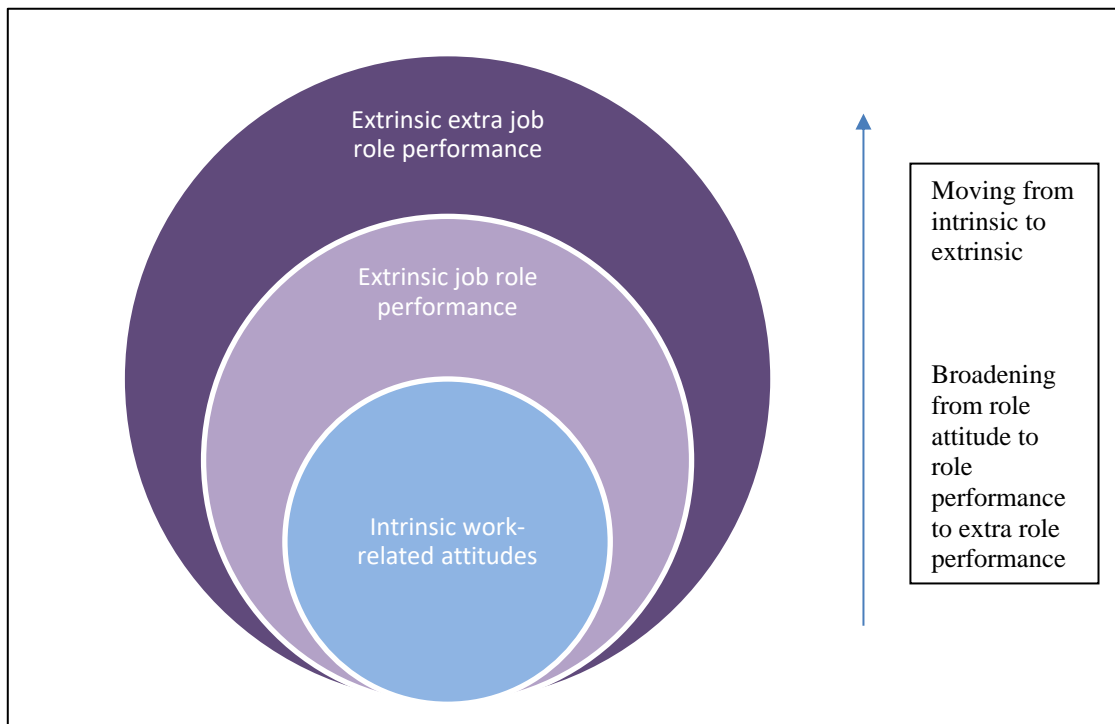 Extrinsic extra job
role performance
Extrinsic job role
performance
Intrinsic work-
related attitudes
Moving from
intrinsic to
extrinsic
Broadening
from role
attitude to
role
performance
to extra role
performance